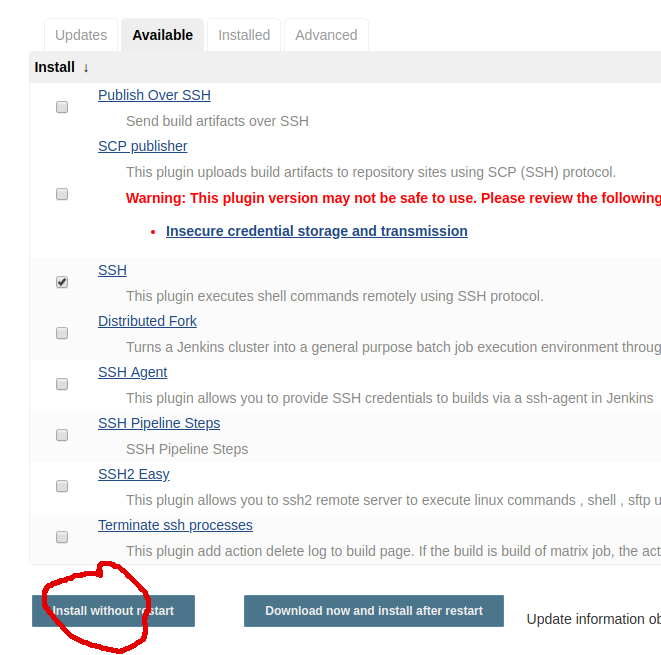 Updates Available Installed Advanced
Install ↓
Publish Over SSH
Send build artifacts over SSH
SCP publisher
This plugin uploads build artifacts to repository sites using SCP (SSH) protocol.
Warning: This plugin version may not be safe to use. Please review the following
Insecure credential storage and transmission
SSH
This plugin executes shell commands remotely using SSH protocol.
Distributed Fork
Turns a Jenkins cluster into a general purpose batch job execution environment throug
SSH Agent
This plugin allows you to provide SSH credentials to builds via a ssh-agent in Jenkins
SSH Pipeline Steps
SSH Pipeline Steps
SSH2 Easy
This plugin allows you to ssh2 remote server to execute linux commands , shell , sftp u
Terminate ssh processes
This plugin add action delete log to build page. If the build is build of matrix job, the act
Install without restart Download now and install after restart Update information ob